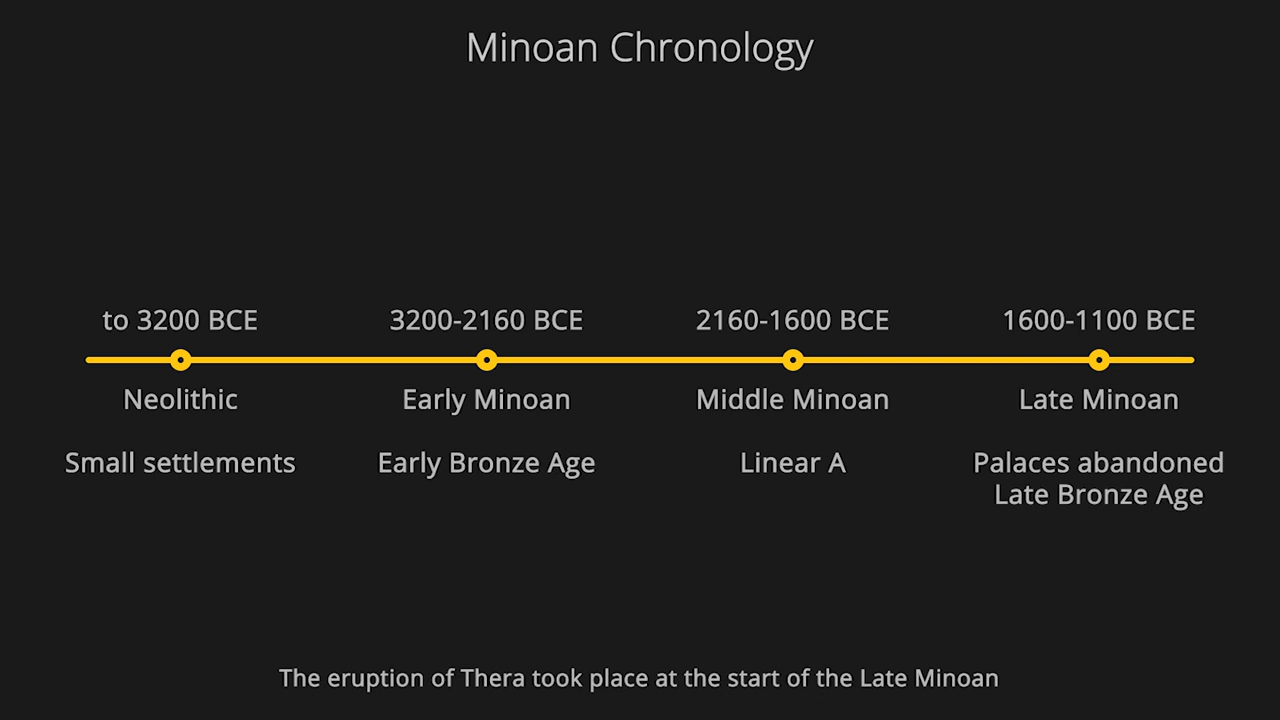 Minoan Chronology
to 3200 BCE
3200-2160 BCE
2160-1600 BCE
1600-1100 BCE
Neolithic
Early Minoan
Middle Minoan
Late Minoan
Small settlements
Early Bronze Age
Linear A
Palaces abandoned
Late Bronze Age
The eruption of Thera took place at the start of the Late Minoan